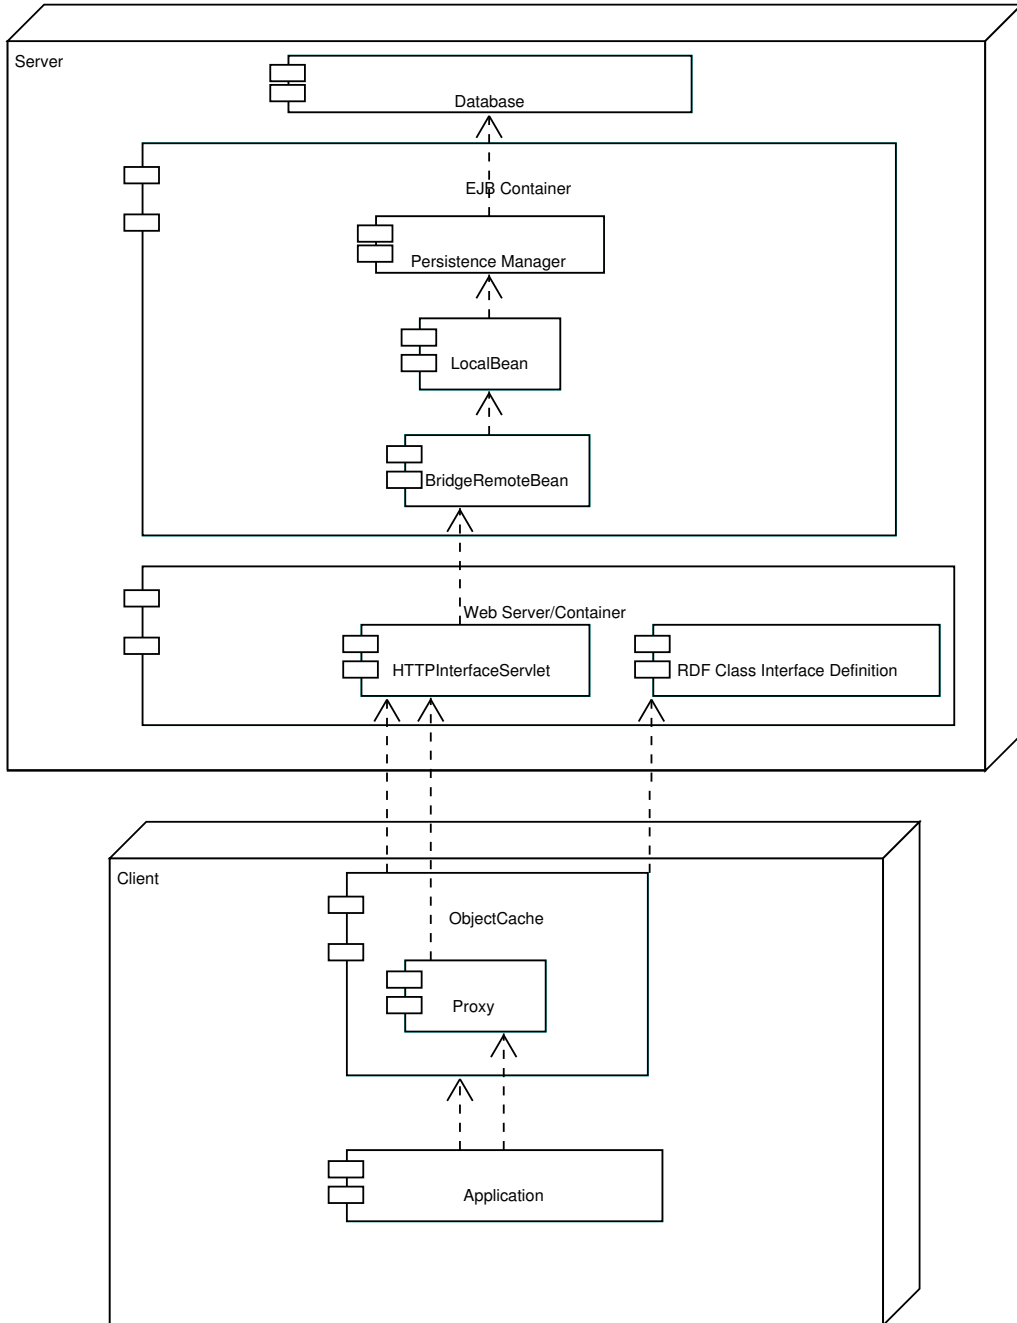 Server
Database
EJB Container
Persistence Manager
LocalBean
BridgeRemoteBean
Web Server/Container
HTTPInterfaceServlet
RDF Class Interface Definition
Client
ObjectCache
Proxy
Application